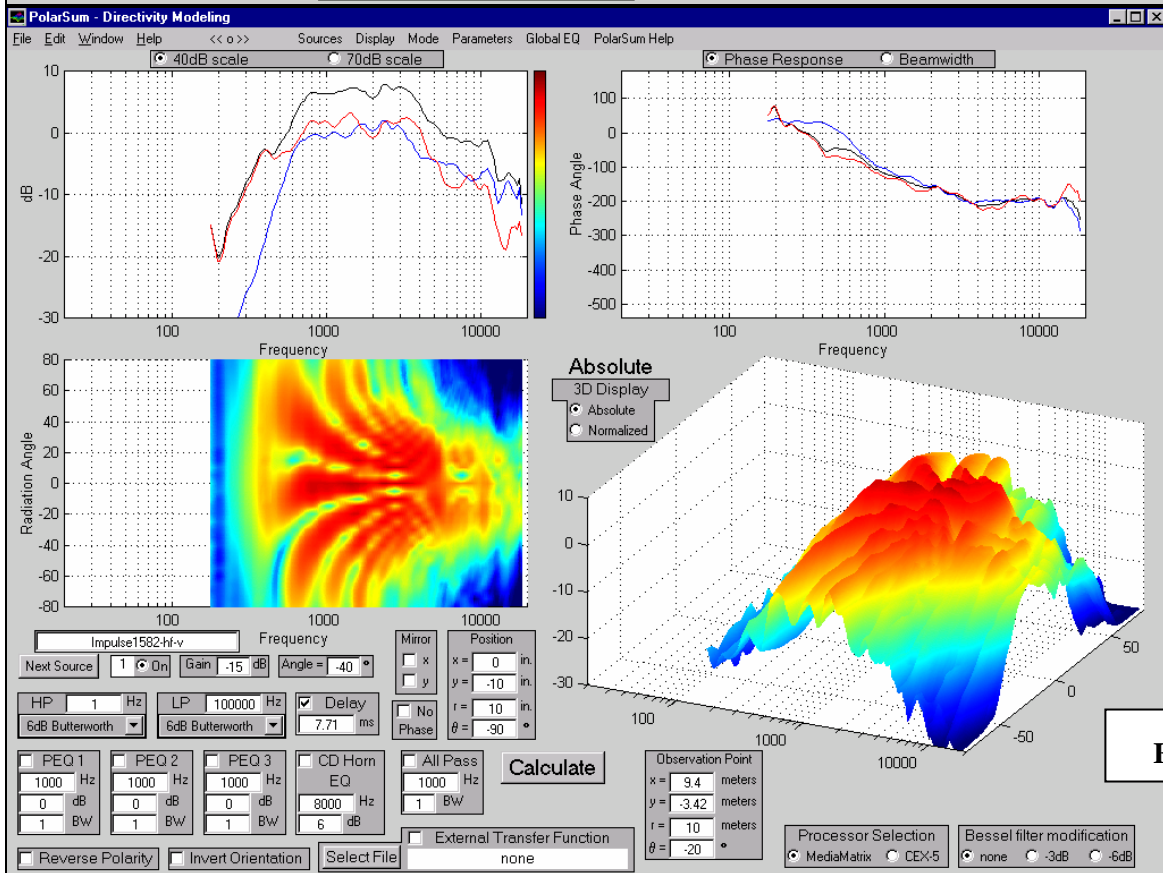 PolarSum - Directivity Modeling
File Edit Window Help << o >> Sources Display Mode Parameters Global EQ PolarSum Help
40dB scale 70dB scale
Phase Response Beamwidth
10
0
-10
-20
-30
dB
100 1000 10000
Frequency
100
0
-100
-200
-300
-400
-500
Phase Angle
100 1000 10000
Frequency
80
60
40
20
0
-20
-40
-60
-80
Radiation Angle
100 1000 10000
Frequency
Absolute
3D Display
Absolute
Normalized
10
0
-10
-20
-30
100
1000
10000
50
0
-50
Impulse1582-hf-v
Next Source 1 On Gain -15 dB Angle = -40 °
Mirror
x
y
No Phase
Position
x = 0 in.
y = -10 in.
r = 10 in.
θ = -90 °
HP 1 Hz
6dB Butterworth
LP 100000 Hz
6dB Butterworth
Delay
7.71 ms
PEQ 1
1000 Hz
0 dB
1 BW
PEQ 2
1000 Hz
0 dB
1 BW
PEQ 3
1000 Hz
0 dB
1 BW
CD Horn
EQ
8000 Hz
6 dB
All Pass
1000 Hz
1 BW
Calculate
Observation Point
x = 9.4 meters
y = -3.42 meters
r = 10 meters
θ = -20 °
Reverse Polarity Invert Orientation Select File
External Transfer Function
none
Processor Selection
MediaMatrix CEX-5
Bessel filter modification
none -3dB -6dB